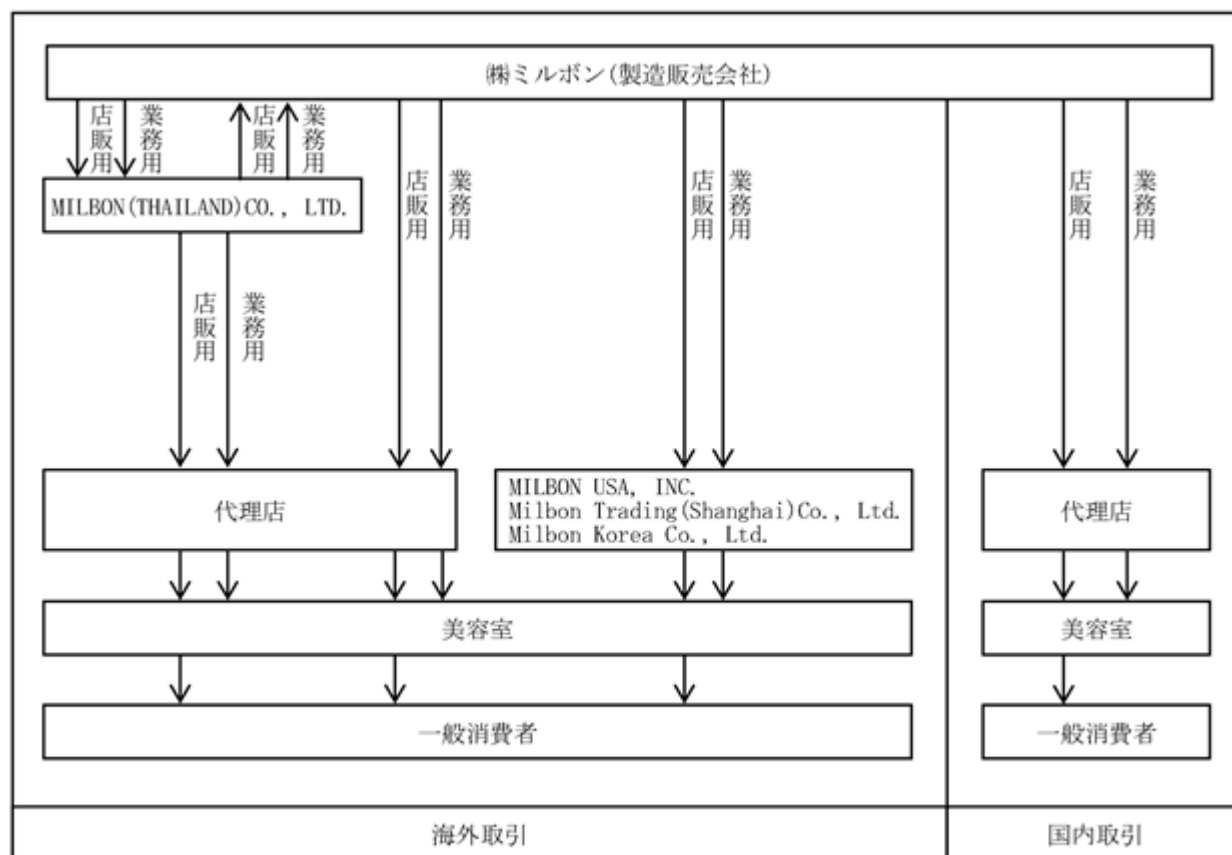 ㈱ミルボン(製造販売会社)
店販用
業務用
店販用
業務用
店販用
業務用
店販用
業務用
店販用
業務用
MILBON(THAILAND)CO., LTD.
店販用
業務用
代理店
MILBON USA, INC.
Milbon Trading(Shanghai)Co., Ltd.
Milbon Korea Co., Ltd.
代理店
美容室
美容室
一般消費者
一般消費者
海外取引
国内取引